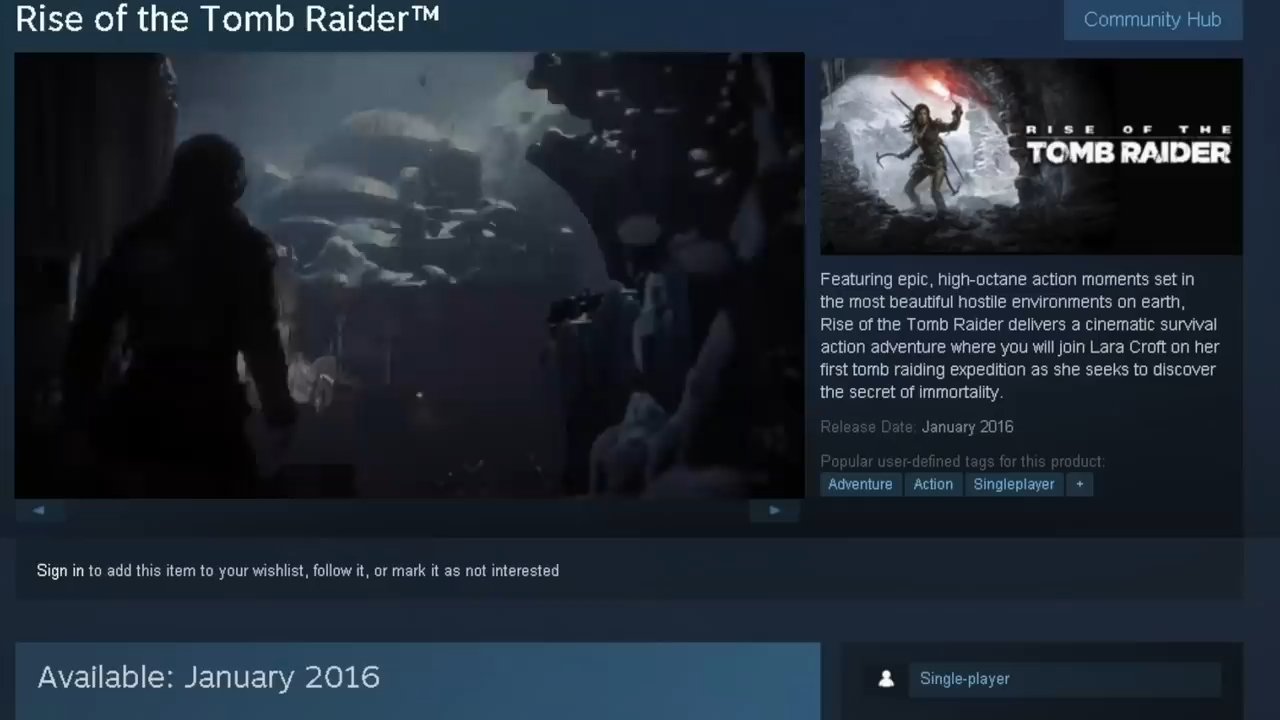 Rise of the Tomb Raider™
Community Hub
RISE OF THE
TOMB RAIDER
Featuring epic, high-octane action moments set in
the most beautiful hostile environments on earth,
Rise of the Tomb Raider delivers a cinematic survival
action adventure where you will join Lara Croft on her
first tomb raiding expedition as she seeks to discover
the secret of immortality.
Release Date: January 2016
Popular user-defined tags for this product:
Adventure Action Singleplayer +
Sign in to add this item to your wishlist, follow it, or mark it as not interested
Available: January 2016
Single-player